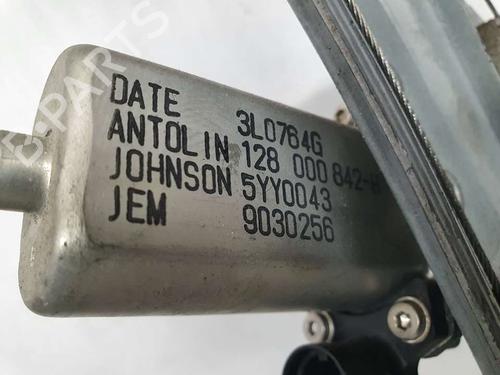 B-PARTS
DATE 3L0764G
ANTOLIN 128 000 842-H
JOHNSON 5YY0043
JEM 9030256